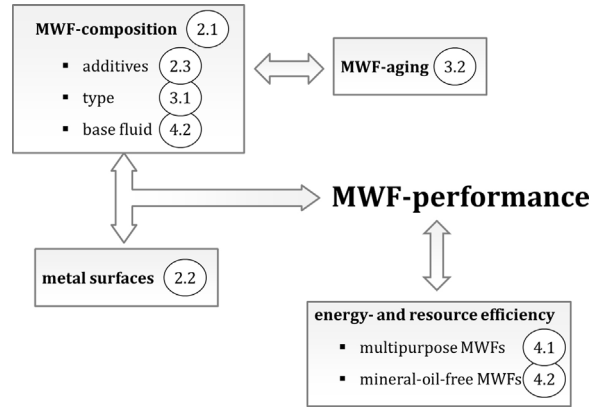 MWF-composition 2.1
▪ additives 2.3
▪ type 3.1
▪ base fluid 4.2
MWF-aging 3.2
MWF-performance
metal surfaces 2.2
energy- and resource efficiency
▪ multipurpose MWFs 4.1
▪ mineral-oil-free MWFs 4.2